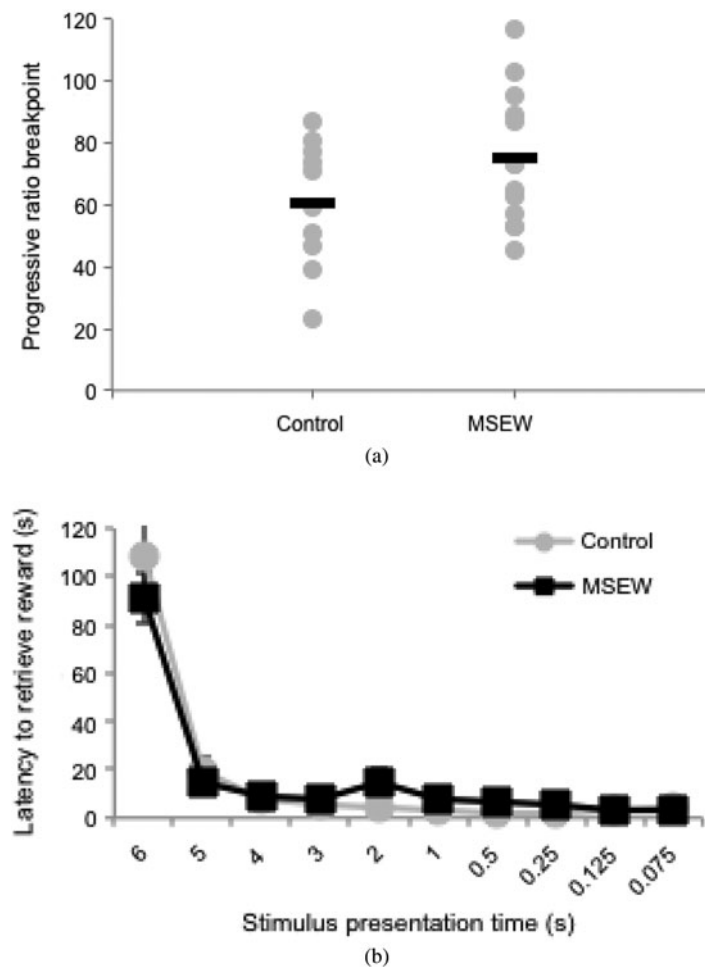 120
100
80
60
40
20
0
Progressive ratio breakpoint
Control
MSEW
(a)
120
100
80
60
40
20
0
Latency to retrieve reward (s)
Control
MSEW
6
5
4
3
2
1
0.5
0.25
0.125
0.075
Stimulus presentation time (s)
(b)